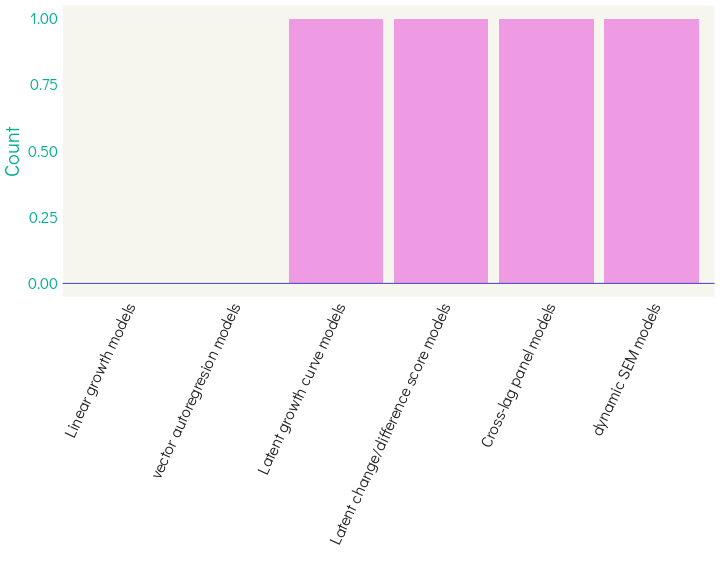 1.00
0.75
0.50
0.25
0.00
Count
Linear growth models
vector autoregresion models
Latent growth curve models
Latent change/difference score models
Cross-lag panel models
dynamic SEM models